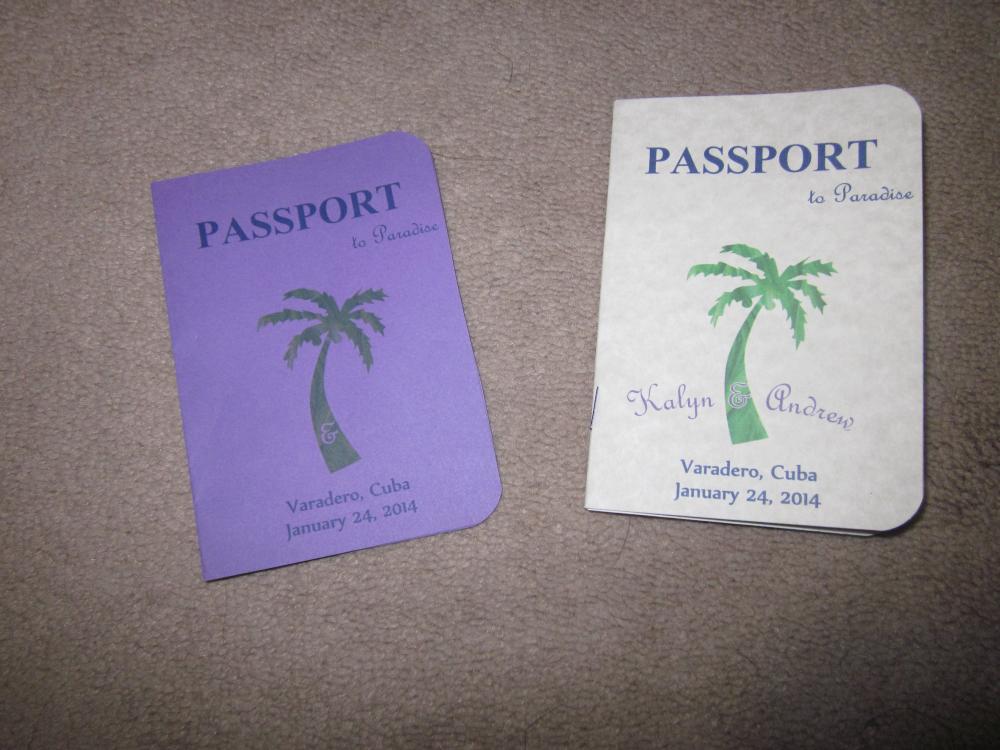 PASSPORT
to Paradise
&
Varadero, Cuba
January 24, 2014
PASSPORT
to Paradise
Kalyn & Andrew
Varadero, Cuba
January 24, 2014